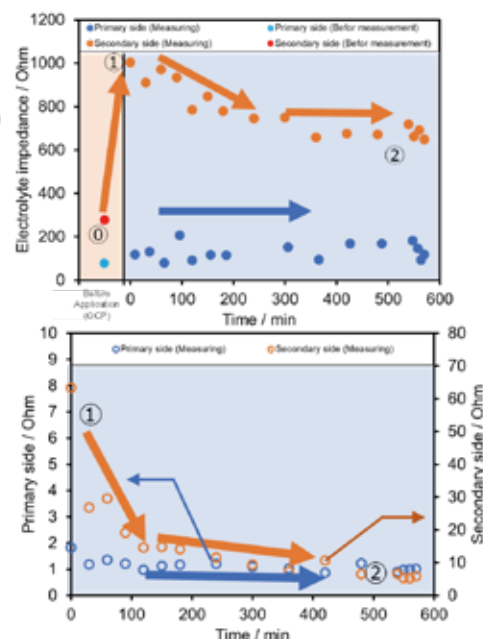 Primary side (Measuring)
Primary side (Befor measurement)
Secondary side (Measuring)
Secondary side (Befor measurement)
1200
1000
800
600
400
200
0
Electrolyte impedance / Ohm
①
⓪
②
Before
Application
(OCP)
0 100 200 300 400 500 600
Time / min
Primary side (Measuring)
Secondary side (Measuring)
10
9
8
7
6
5
4
3
2
1
0
Primary side / Ohm
①
②
80
70
60
50
40
30
20
10
0
Secondary side / Ohm
0 100 200 300 400 500 600
Time / min